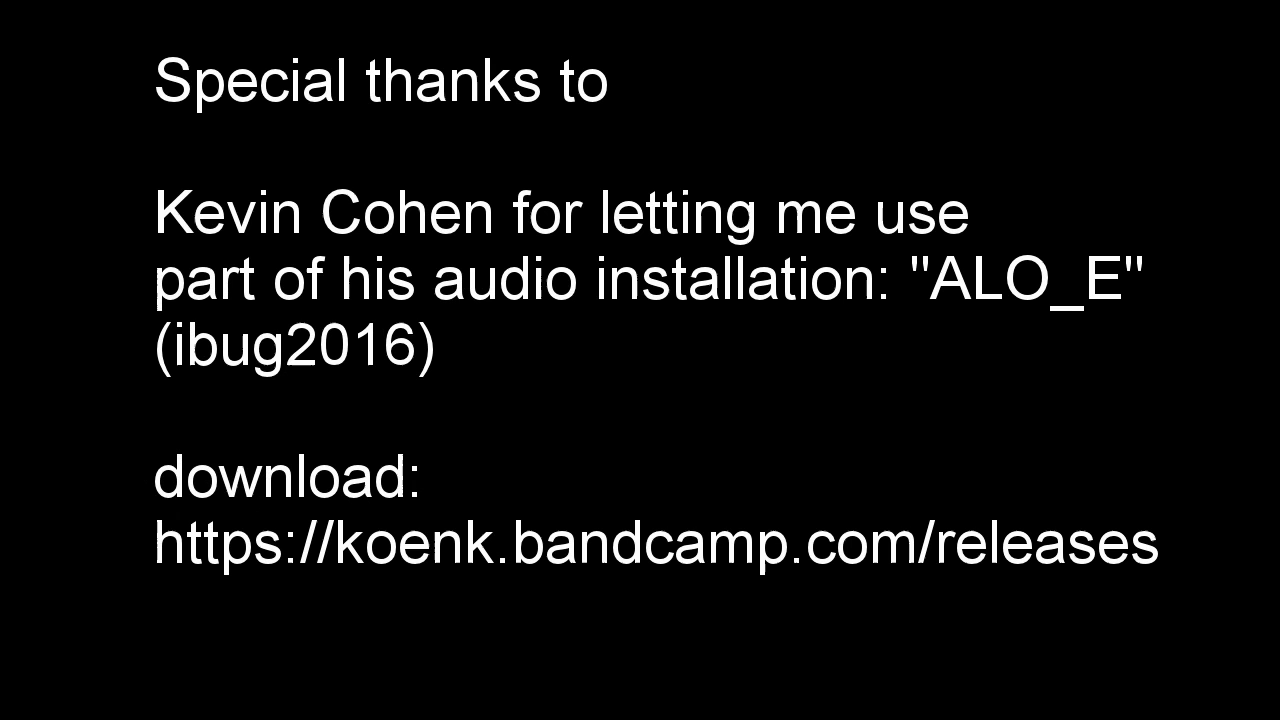 Special thanks to
Kevin Cohen for letting me use
part of his audio installation: "ALO_E"
(ibug2016)
download:
https://koenk.bandcamp.com/releases